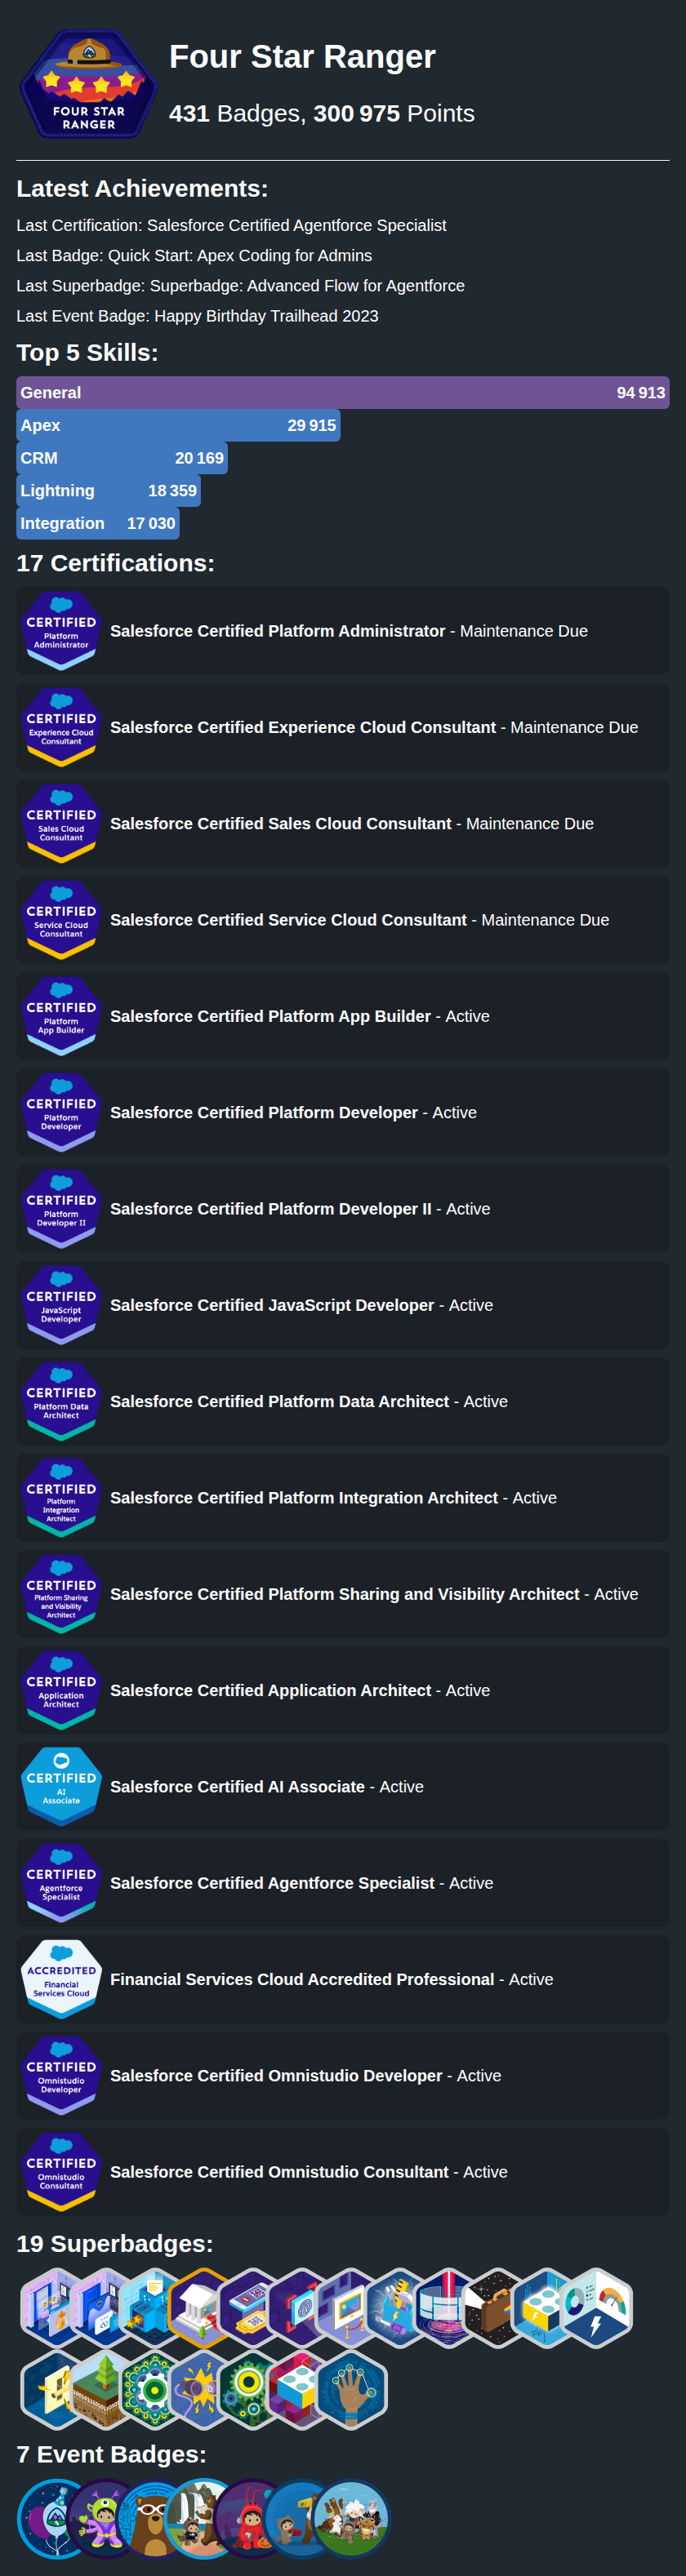 FOUR STAR
RANGER
Four Star Ranger
431 Badges, 300 975 Points
Latest Achievements:
Last Certification: Salesforce Certified Agentforce Specialist
Last Badge: Quick Start: Apex Coding for Admins
Last Superbadge: Superbadge: Advanced Flow for Agentforce
Last Event Badge: Happy Birthday Trailhead 2023
Top 5 Skills:
General 94 913
Apex 29 915
CRM 20 169
Lightning 18 359
Integration 17 030
17 Certifications:
CERTIFIED
Platform
Administrator
Salesforce Certified Platform Administrator - Maintenance Due
CERTIFIED
Experience Cloud
Consultant
Salesforce Certified Experience Cloud Consultant - Maintenance Due
CERTIFIED
Sales Cloud
Consultant
Salesforce Certified Sales Cloud Consultant - Maintenance Due
CERTIFIED
Service Cloud
Consultant
Salesforce Certified Service Cloud Consultant - Maintenance Due
CERTIFIED
Platform
App Builder
Salesforce Certified Platform App Builder - Active
CERTIFIED
Platform
Developer
Salesforce Certified Platform Developer - Active
CERTIFIED
Platform
Developer II
Salesforce Certified Platform Developer II - Active
CERTIFIED
JavaScript
Developer
Salesforce Certified JavaScript Developer - Active
CERTIFIED
Platform Data
Architect
Salesforce Certified Platform Data Architect - Active
CERTIFIED
Platform
Integration
Architect
Salesforce Certified Platform Integration Architect - Active
CERTIFIED
Platform Sharing
and Visibility
Architect
Salesforce Certified Platform Sharing and Visibility Architect - Active
CERTIFIED
Application
Architect
Salesforce Certified Application Architect - Active
CERTIFIED
AI
Associate
Salesforce Certified AI Associate - Active
CERTIFIED
Agentforce
Specialist
Salesforce Certified Agentforce Specialist - Active
ACCREDITED
Financial
Services Cloud
Financial Services Cloud Accredited Professional - Active
CERTIFIED
Omnistudio
Developer
Salesforce Certified Omnistudio Developer - Active
CERTIFIED
Omnistudio
Consultant
Salesforce Certified Omnistudio Consultant - Active
19 Superbadges:
7 Event Badges: